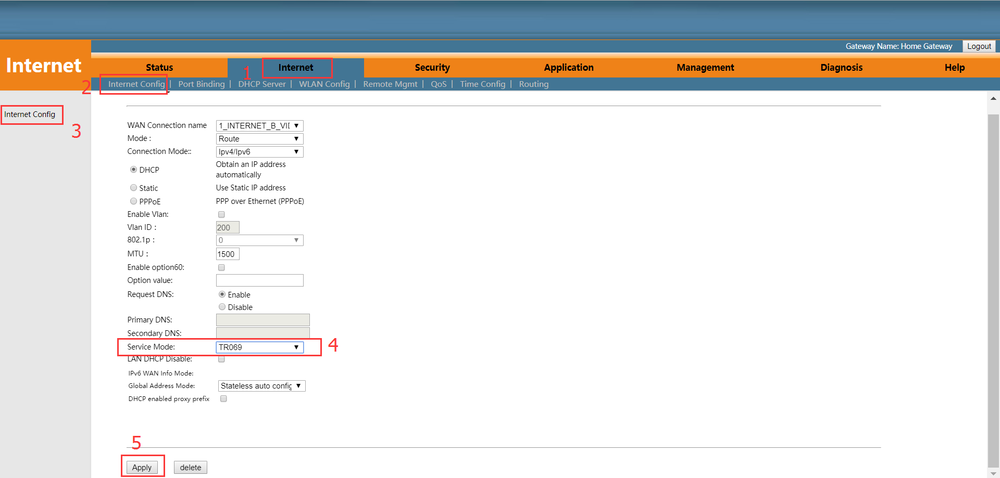 Gateway Name: Home Gateway Logout
Internet
Status 1 Internet Security Application Management Diagnosis Help
2 Internet Config | Port Binding | DHCP Server | WLAN Config | Remote Mgmt | QoS | Time Config | Routing
Internet Config
3
WAN Connection name 1_INTERNET_B_VI
Mode : Route
Connection Mode:: Ipv4/Ipv6
DHCP Obtain an IP address
automatically
Static Use Static IP address
PPPoE PPP over Ethernet (PPPoE)
Enable Vlan:
Vlan ID : 200
802.1p : 0
MTU : 1500
Enable option60:
Option value:
Request DNS: Enable
Disable
Primary DNS:
Secondary DNS:
Service Mode: TR069 4
LAN DHCP Disable:
IPv6 WAN Info Mode:
Global Address Mode: Stateless auto config
DHCP enabled proxy prefix
5
Apply delete